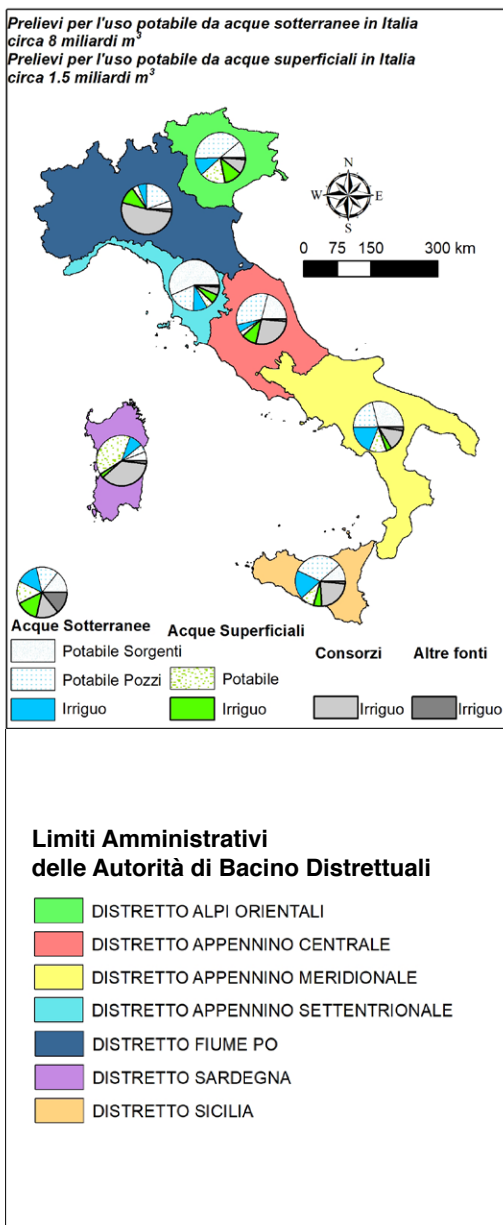 Prelievi per l'uso potabile da acque sotterranee in Italia
circa 8 miliardi m³
Prelievi per l'uso potabile da acque superficiali in Italia
circa 1.5 miliardi m³
N
W E
S
0 75 150 300 km
Acque Sotterranee Acque Superficiali
Potabile Sorgenti Consorzi Altre fonti
Potabile Pozzi Potabile
Irriguo Irriguo Irriguo Irriguo
Limiti Amministrativi
delle Autorità di Bacino Distrettuali
DISTRETTO ALPI ORIENTALI
DISTRETTO APPENNINO CENTRALE
DISTRETTO APPENNINO MERIDIONALE
DISTRETTO APPENNINO SETTENTRIONALE
DISTRETTO FIUME PO
DISTRETTO SARDEGNA
DISTRETTO SICILIA